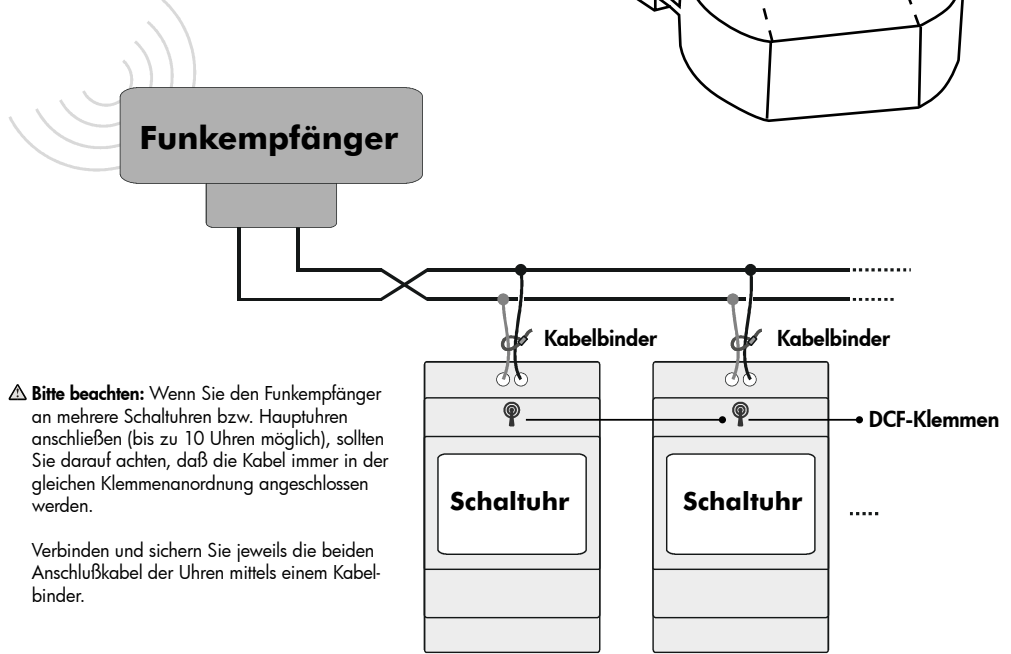 Funkempfänger
Kabelbinder
Kabelbinder
⚠ Bitte beachten: Wenn Sie den Funkempfänger
an mehrere Schaltuhren bzw. Hauptuhren
anschließen (bis zu 10 Uhren möglich), sollten
Sie darauf achten, daß die Kabel immer in der
gleichen Klemmenanordnung angeschlossen
werden.
Verbinden und sichern Sie jeweils die beiden
Anschlußkabel der Uhren mittels einem Kabel-
binder.
DCF-Klemmen
Schaltuhr
Schaltuhr